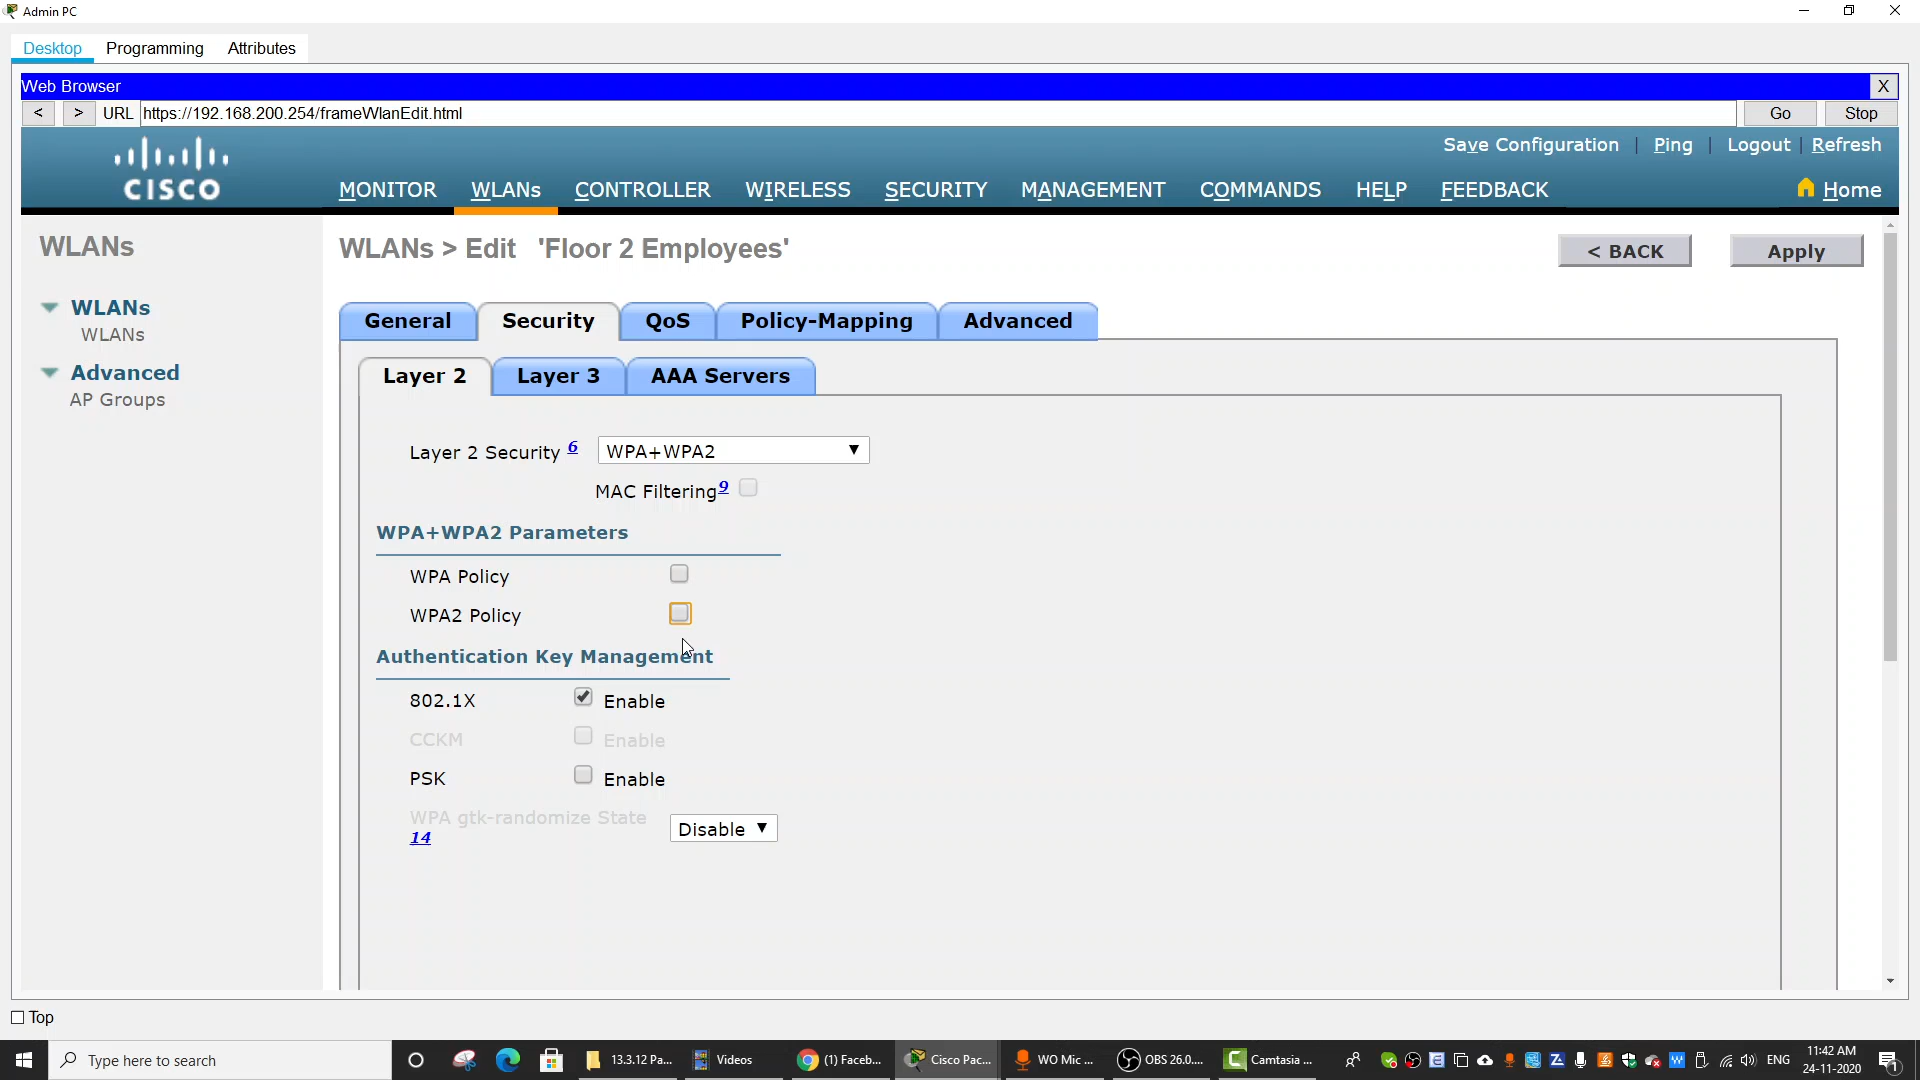 Admin PC
Desktop Programming Attributes
Web Browser X
< > URL https://192.168.200.254/frameWlanEdit.html Go Stop
Save Configuration | Ping | Logout | Refresh
CISCO MONITOR WLANs CONTROLLER WIRELESS SECURITY MANAGEMENT COMMANDS HELP FEEDBACK Home
WLANs WLANs > Edit 'Floor 2 Employees' < BACK Apply
WLANs
WLANs
Advanced
AP Groups
General Security QoS Policy-Mapping Advanced
Layer 2 Layer 3 AAA Servers
Layer 2 Security 6 WPA+WPA2
MAC Filtering 9
WPA+WPA2 Parameters
WPA Policy
WPA2 Policy
Authentication Key Management
802.1X Enable
CCKM Enable
PSK Enable
WPA gtk-randomize State Disable
14
Top
Type here to search 13.3.12 Pa... Videos (1) Faceb... Cisco Pac... WO Mic ... OBS 26.0.... Camtasia ... ENG 11:42 AM
24-11-2020 1